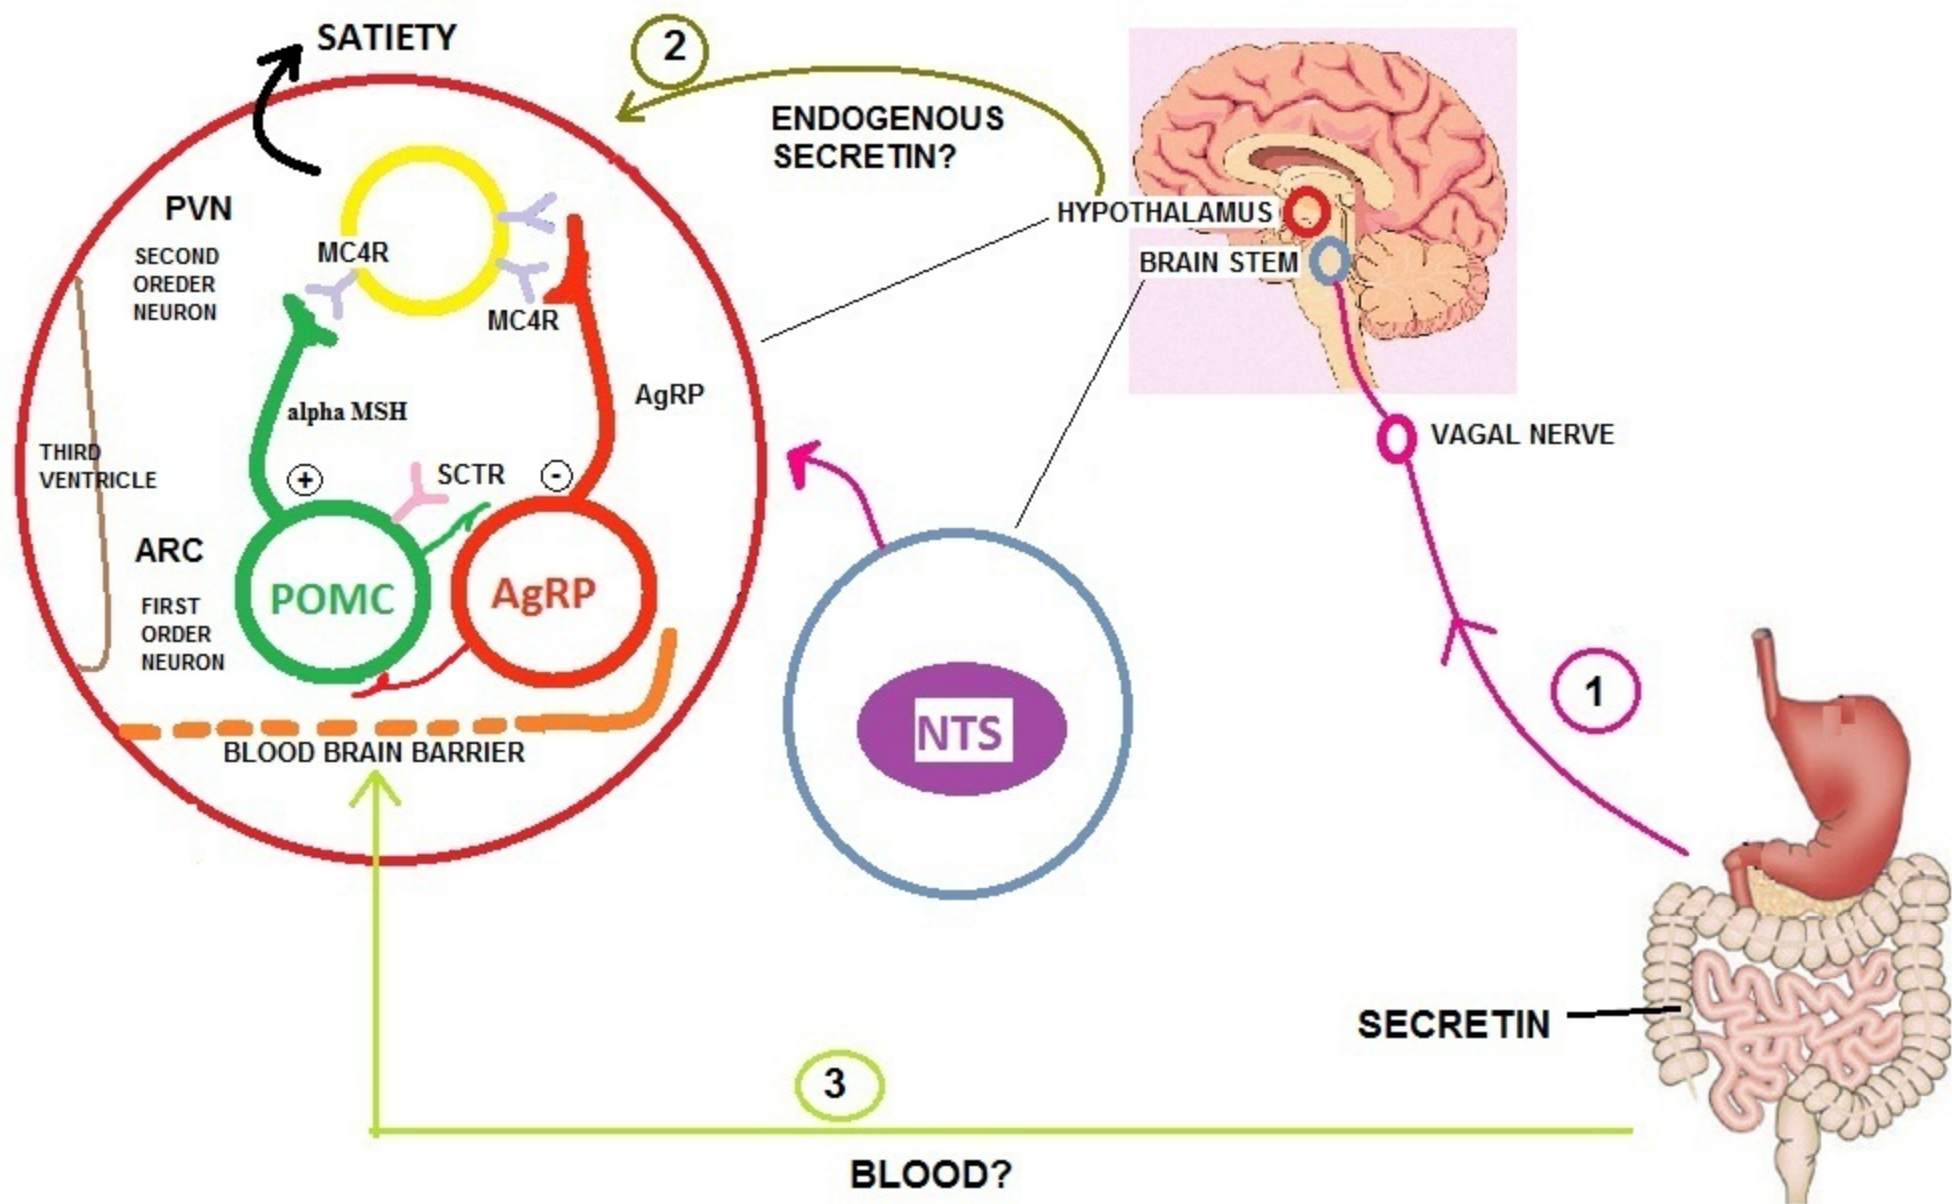 SATIETY
2
ENDOGENOUS
SECRETIN?
PVN
SECOND
OREDER
NEURON
MC4R
MC4R
HYPOTHALAMUS
BRAIN STEM
alpha MSH
AgRP
VAGAL NERVE
THIRD
VENTRICLE
+
SCTR
-
ARC
FIRST
ORDER
NEURON
POMC
AgRP
BLOOD BRAIN BARRIER
NTS
1
SECRETIN
3
BLOOD?